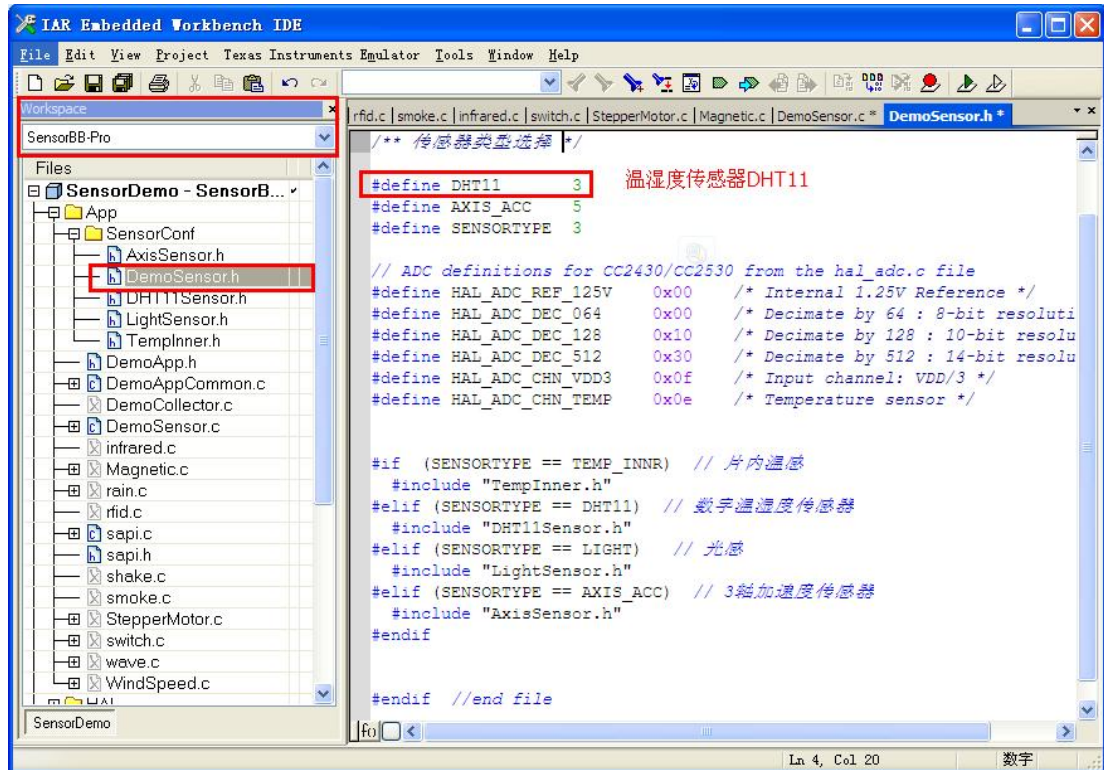 IAR Embedded Workbench IDE
File Edit View Project Texas Instruments Emulator Tools Window Help
Workspace
SensorBB-Pro
Files
SensorDemo - SensorB...
App
SensorConf
AxisSensor.h
DemoSensor.h
DHT11Sensor.h
LightSensor.h
TempInner.h
DemoApp.h
DemoAppCommon.c
DemoCollector.c
DemoSensor.c
infrared.c
Magnetic.c
rain.c
rfid.c
sapi.c
sapi.h
shake.c
smoke.c
StepperMotor.c
switch.c
wave.c
WindSpeed.c
HAL
SensorDemo
rfid.c | smoke.c | infrared.c | switch.c | StepperMotor.c | Magnetic.c | DemoSensor.c * DemoSensor.h *
/** 传感器类型选择 */
#define DHT11 3 温湿度传感器DHT11
#define AXIS_ACC 5
#define SENSORTYPE 3
// ADC definitions for CC2430/CC2530 from the hal_adc.c file
#define HAL_ADC_REF_125V 0x00 /* Internal 1.25V Reference */
#define HAL_ADC_DEC_064 0x00 /* Decimate by 64 : 8-bit resoluti
#define HAL_ADC_DEC_128 0x10 /* Decimate by 128 : 10-bit resolu
#define HAL_ADC_DEC_512 0x30 /* Decimate by 512 : 14-bit resolu
#define HAL_ADC_CHN_VDD3 0x0f /* Input channel: VDD/3 */
#define HAL_ADC_CHN_TEMP 0x0e /* Temperature sensor */
#if (SENSORTYPE == TEMP_INNR) // 片内温感
#include "TempInner.h"
#elif (SENSORTYPE == DHT11) // 数字温湿度传感器
#include "DHT11Sensor.h"
#elif (SENSORTYPE == LIGHT) // 光感
#include "LightSensor.h"
#elif (SENSORTYPE == AXIS_ACC) // 3轴加速度传感器
#include "AxisSensor.h"
#endif
#endif //end file
fo
Ln 4, Col 20 数字